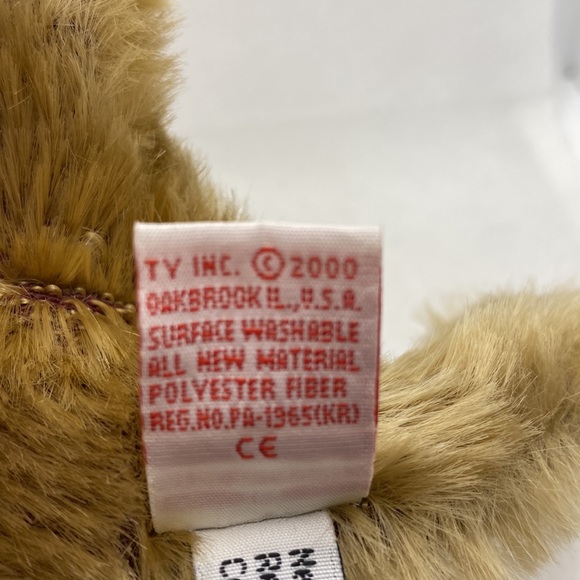 TY INC. © 2000
OAKBROOK IL., U.S.A.
SURFACE WASHABLE
ALL NEW MATERIAL
POLYESTER FIBER
REG.NO.PA-1965(KR)
CE